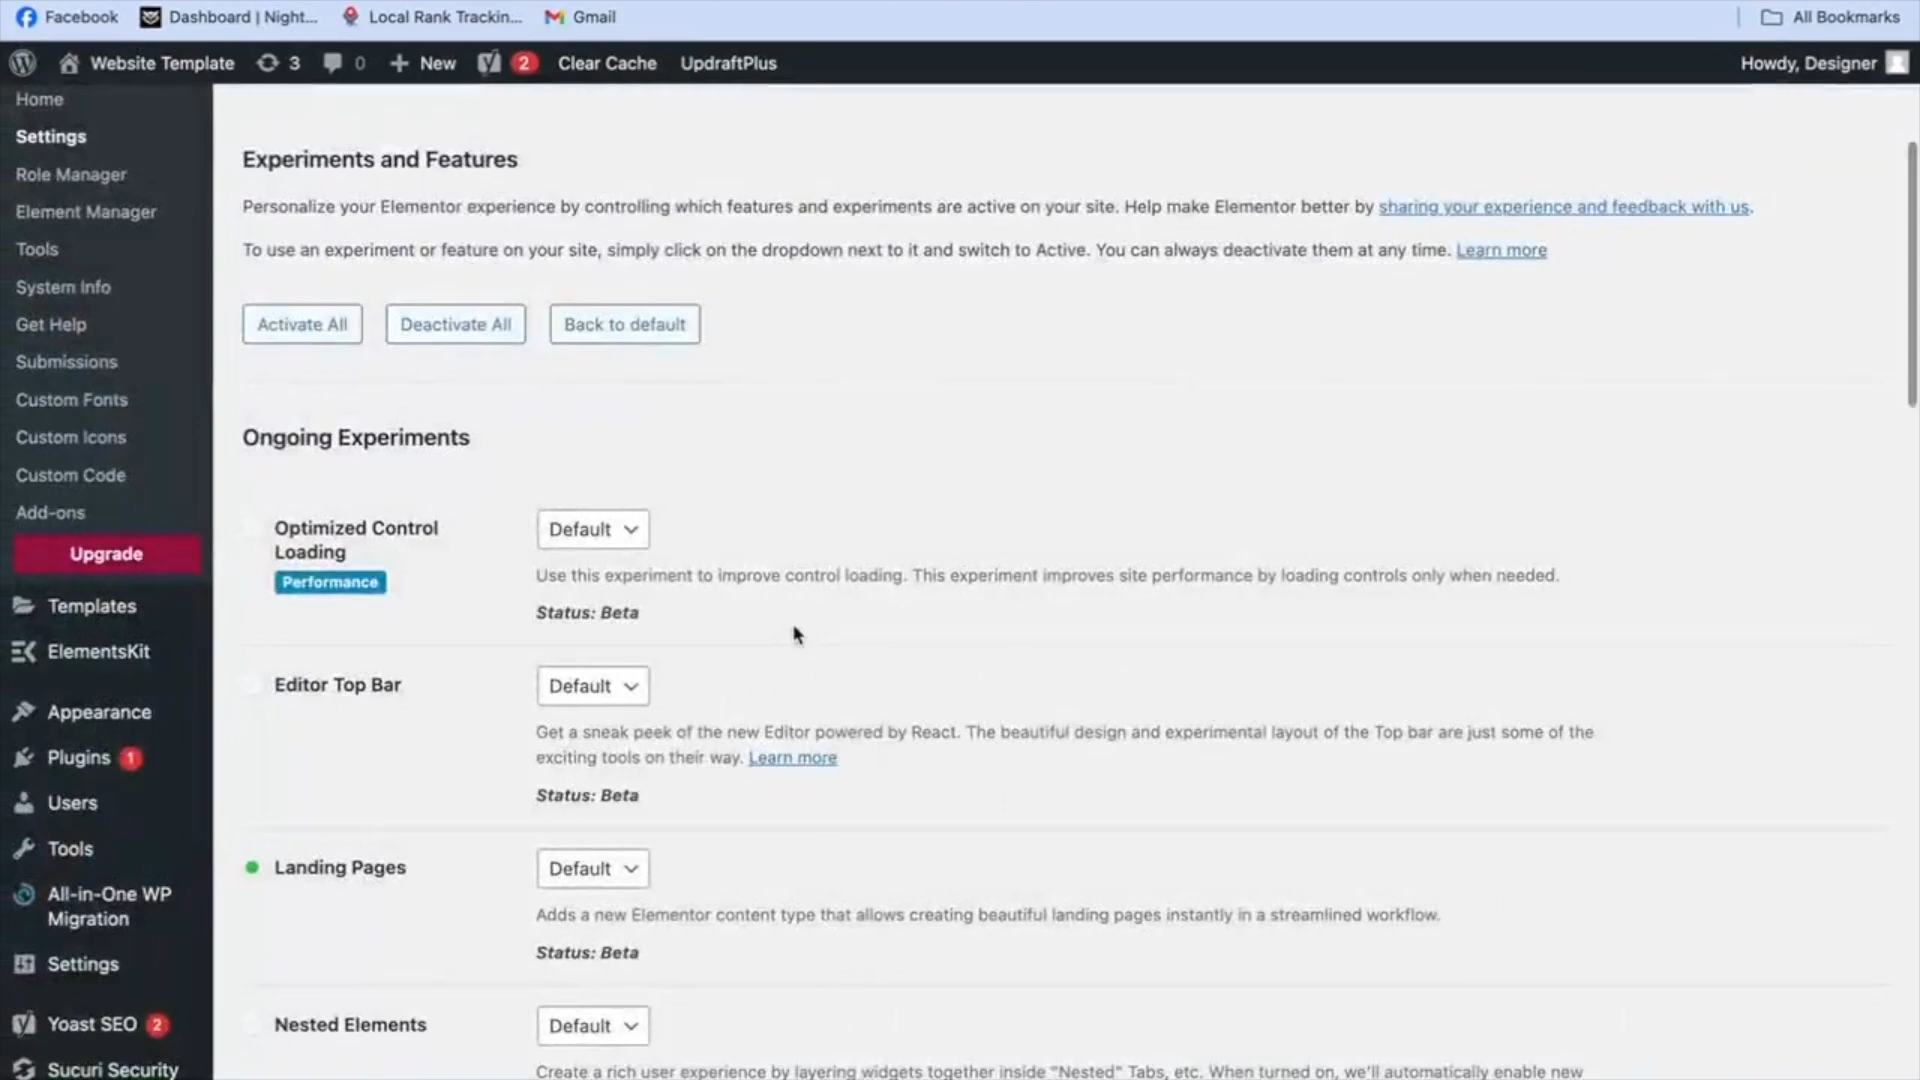 Facebook
Dashboard | Night...
Local Rank Trackin...
Gmail
All Bookmarks
Website Template
3
0
New
2
Clear Cache
UpdraftPlus
Howdy, Designer
Home
Settings
Role Manager
Element Manager
Tools
System Info
Get Help
Submissions
Custom Fonts
Custom Icons
Custom Code
Add-ons
Upgrade
Templates
ElementsKit
Appearance
Plugins 1
Users
Tools
All-in-One WP
Migration
Settings
Yoast SEO 2
Sucuri Security
Experiments and Features
Personalize your Elementor experience by controlling which features and experiments are active on your site. Help make Elementor better by sharing your experience and feedback with us.
To use an experiment or feature on your site, simply click on the dropdown next to it and switch to Active. You can always deactivate them at any time. Learn more
Activate All
Deactivate All
Back to default
Ongoing Experiments
Optimized Control
Loading
Performance
Default
Use this experiment to improve control loading. This experiment improves site performance by loading controls only when needed.
Status: Beta
Editor Top Bar
Default
Get a sneak peek of the new Editor powered by React. The beautiful design and experimental layout of the Top bar are just some of the
exciting tools on their way. Learn more
Status: Beta
Landing Pages
Default
Adds a new Elementor content type that allows creating beautiful landing pages instantly in a streamlined workflow.
Status: Beta
Nested Elements
Default
Create a rich user experience by layering widgets together inside "Nested" Tabs, etc. When turned on, we'll automatically enable new